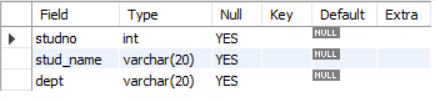 Field Type Null Key Default Extra
studno int YES NULL
stud_name varchar(20) YES NULL
dept varchar(20) YES NULL